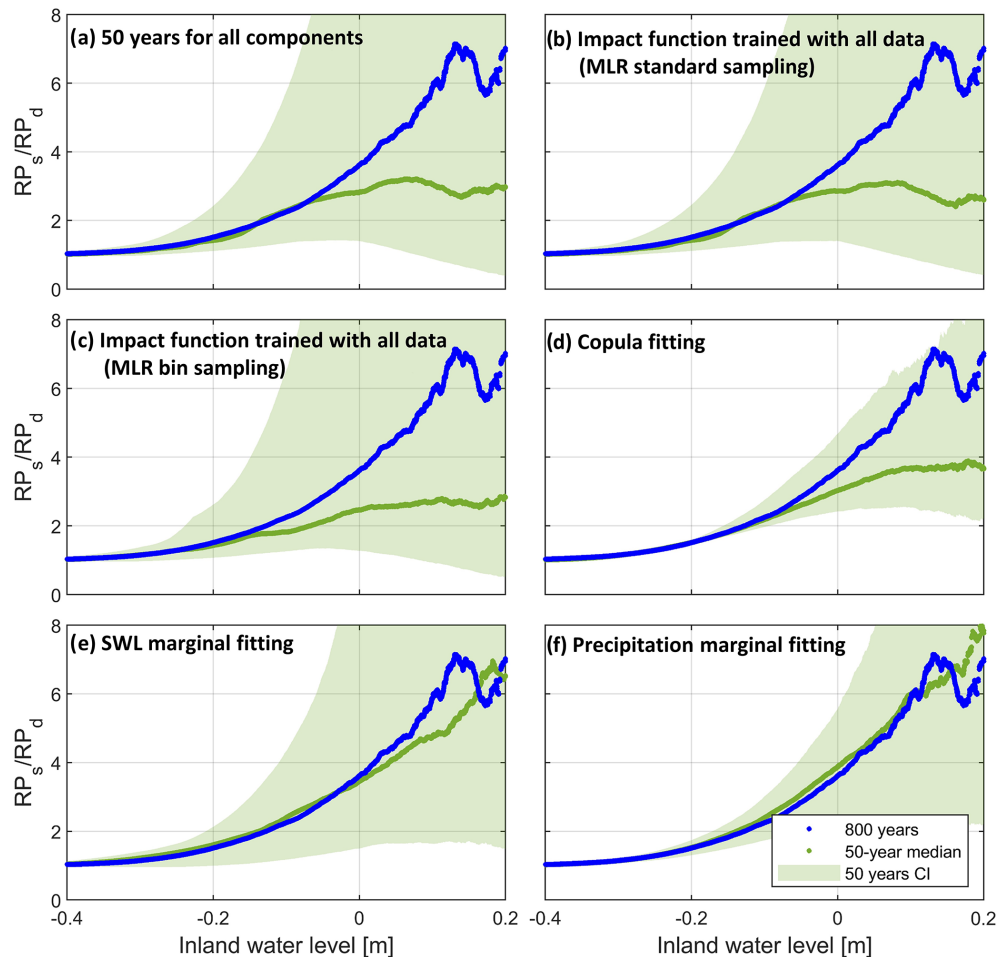 8
(a) 50 years for all components
6
4
2
0
RPs/RPd
(b) Impact function trained with all data
(MLR standard sampling)
8
(c) Impact function trained with all data
(MLR bin sampling)
6
4
2
0
RPs/RPd
(d) Copula fitting
8
(e) SWL marginal fitting
6
4
2
0
RPs/RPd
-0.4 -0.2 0 0.2
Inland water level [m]
(f) Precipitation marginal fitting
800 years
50-year median
50 years CI
-0.4 -0.2 0 0.2
Inland water level [m]